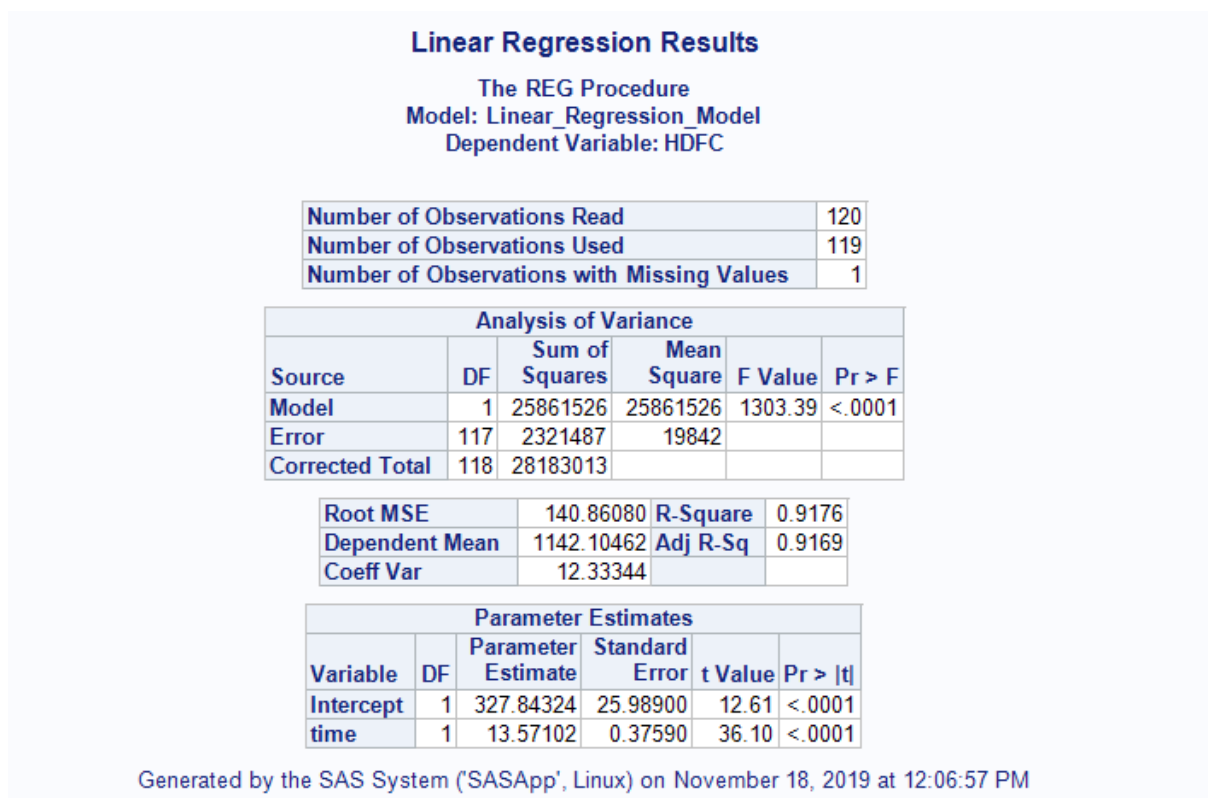 Linear Regression Results
The REG Procedure
Model: Linear_Regression_Model
Dependent Variable: HDFC
Number of Observations Read 120
Number of Observations Used 119
Number of Observations with Missing Values 1
Analysis of Variance
Source DF Sum of Squares Mean Square F Value Pr > F
Model 1 25861526 25861526 1303.39 <.0001
Error 117 2321487 19842
Corrected Total 118 28183013
Root MSE 140.86080 R-Square 0.9176
Dependent Mean 1142.10462 Adj R-Sq 0.9169
Coeff Var 12.33344
Parameter Estimates
Variable DF Parameter Estimate Standard Error t Value Pr > |t|
Intercept 1 327.84324 25.98900 12.61 <.0001
time 1 13.57102 0.37590 36.10 <.0001
Generated by the SAS System ('SASApp', Linux) on November 18, 2019 at 12:06:57 PM